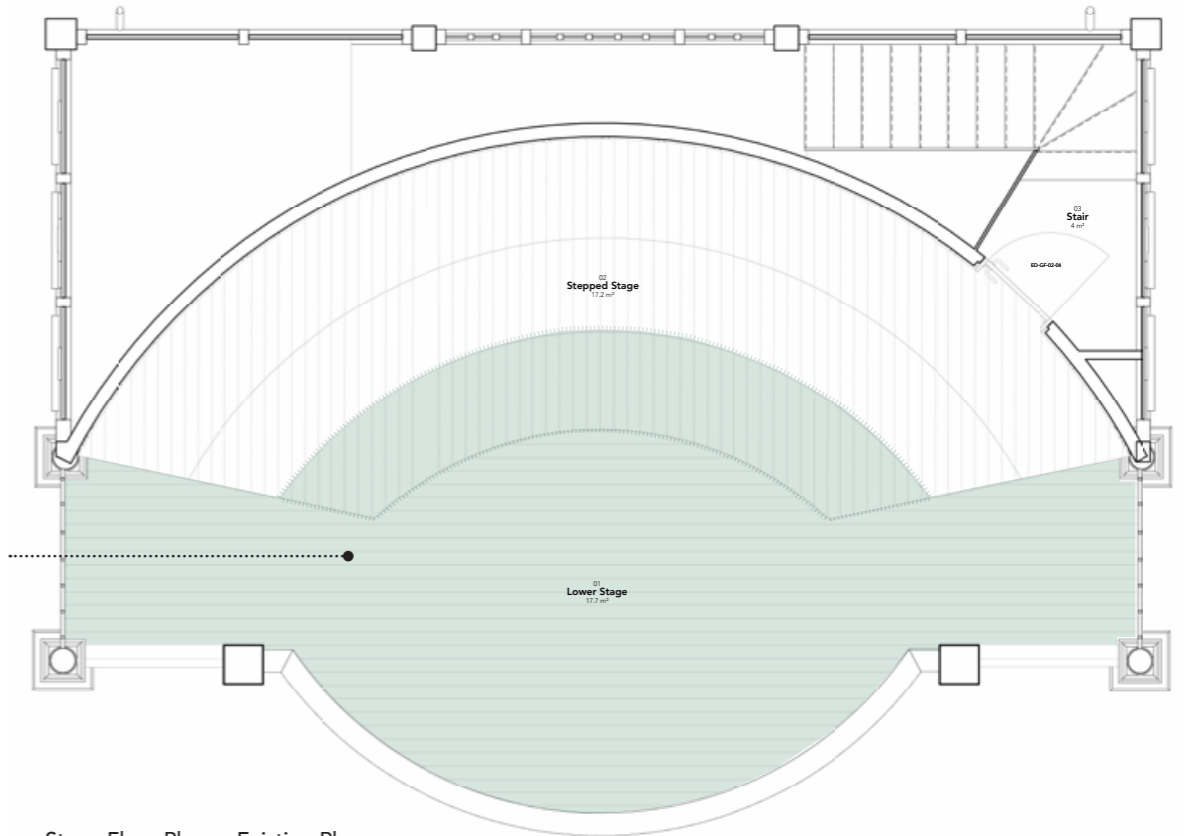 03
Stair
4 m²
ED-GF-02-04
02
Stepped Stage
17.2 m²
01
Lower Stage
17.7 m²